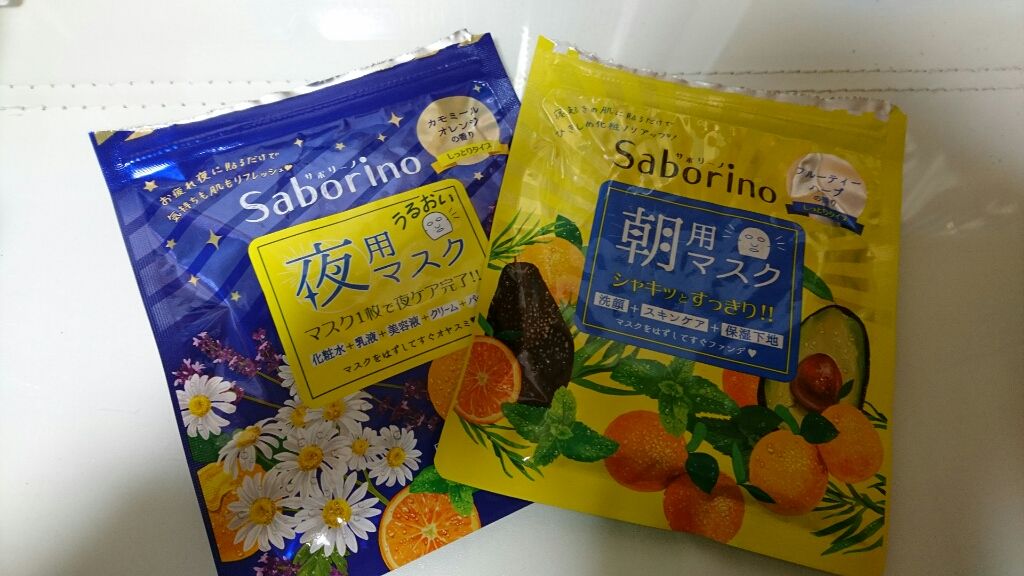 カモミール
オレンジ
の香り
しっとりタイプ
お疲れ夜に貼るだけで
気持ちも肌もリフレッシュ♥
サボリーノ
Saborino
うるおい
夜用
マスク
マスク1枚で夜ケア完了!!
化粧水+乳液+美容液+クリーム+パ
マスクをはずしてすぐオヤスミ
寝起きの肌に貼るだけで
ひきしめ化粧ノリアップ♪
サボリーノ
Saborino
フルーティー
ハーブ
の香り
しっとりタイプ
朝用
マスク
シャキッとすっきり!!
洗顔+スキンケア+保湿下地
マスクをはずしてすぐファンデ♥